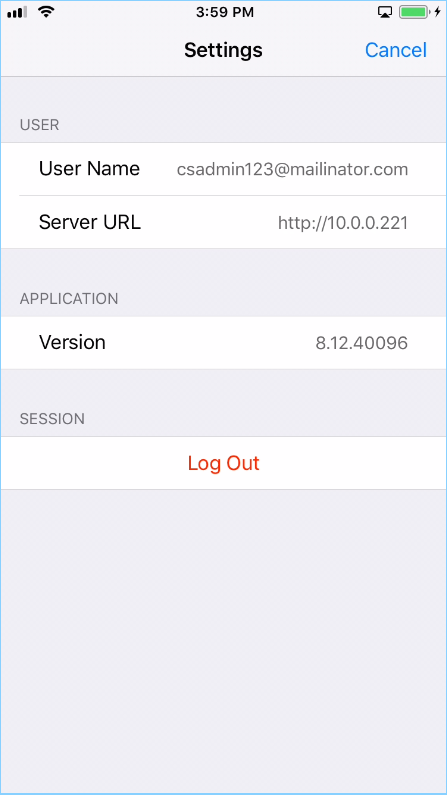 3:59 PM
Settings Cancel
USER
User Name csadmin123@mailinator.com
Server URL http://10.0.0.221
APPLICATION
Version 8.12.40096
SESSION
Log Out